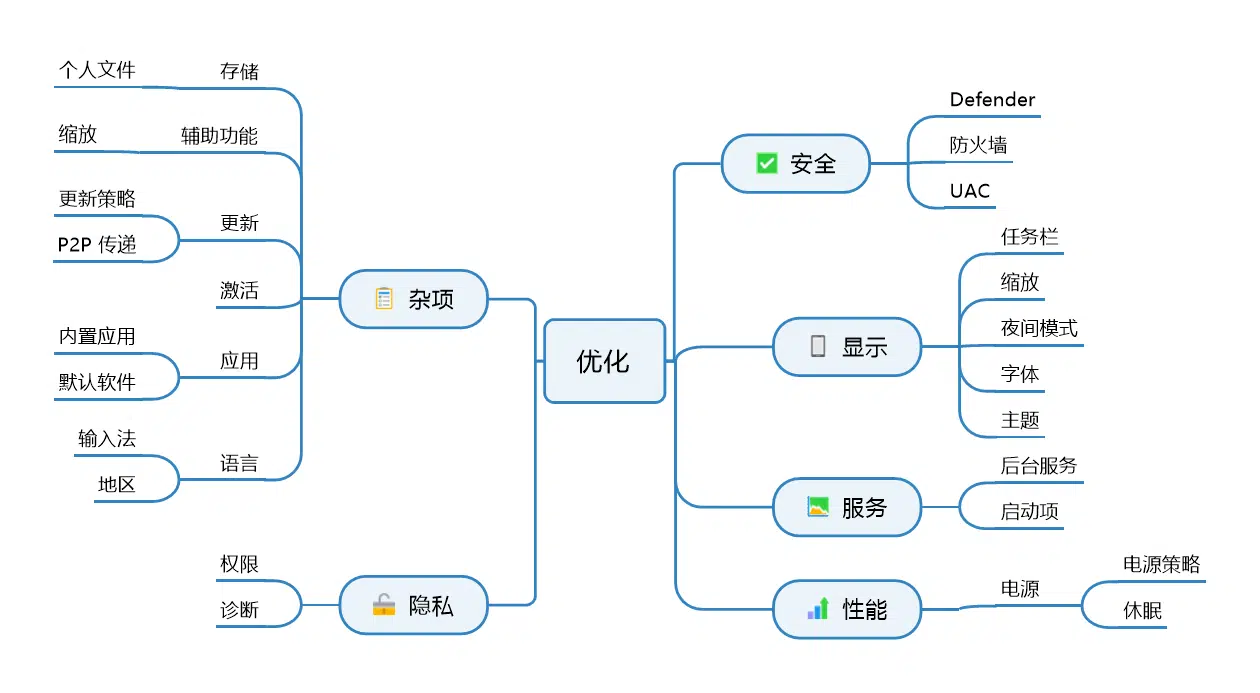 优化
安全
Defender
防火墙
UAC
显示
任务栏
缩放
夜间模式
字体
主题
服务
后台服务
启动项
性能
电源
电源策略
休眠
杂项
存储
个人文件
辅助功能
缩放
更新
更新策略
P2P 传递
激活
应用
内置应用
默认软件
语言
输入法
地区
隐私
权限
诊断